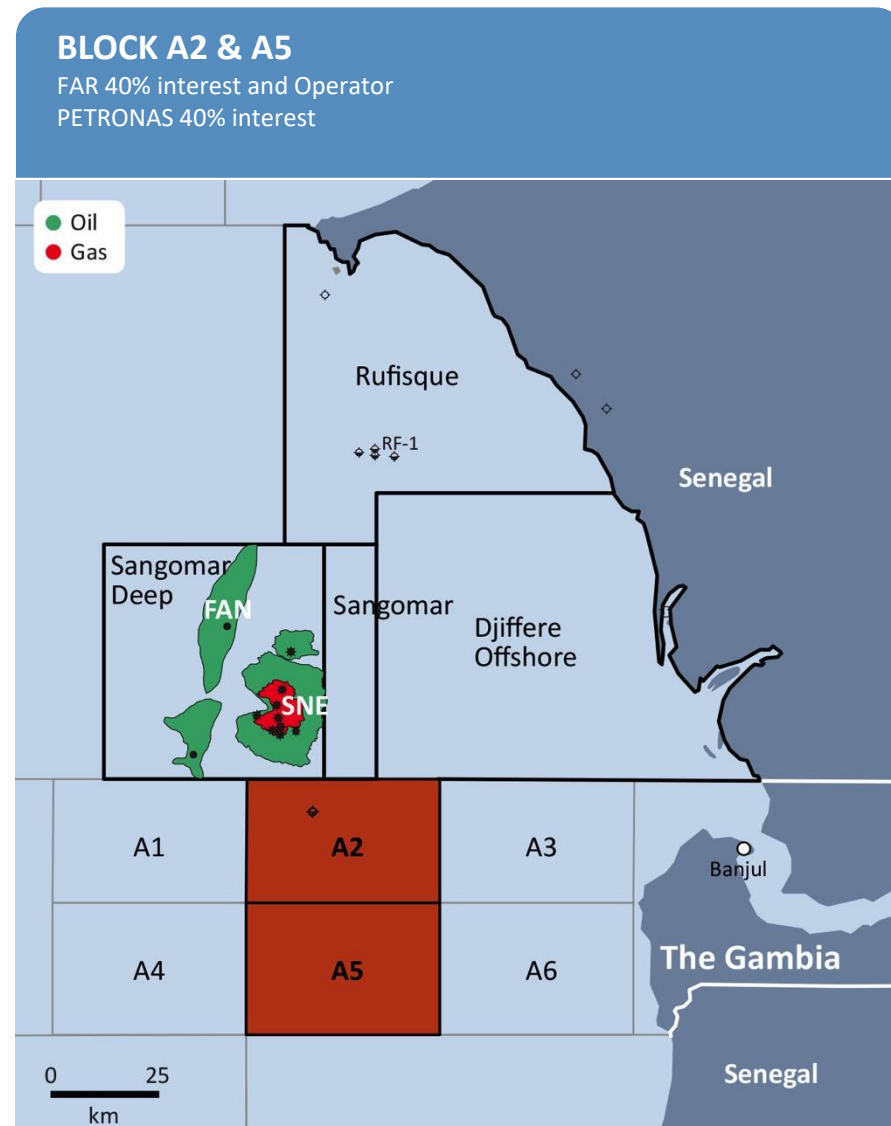 BLOCK A2 & A5
FAR 40% interest and Operator
PETRONAS 40% interest
Oil
Gas
Rufisque
RF-1
Senegal
Sangomar
Deep
FAN
Sangomar
Djiffere
Offshore
SNE
A1
A2
A3
Banjul
A4
A5
A6
The Gambia
0 25
km
Senegal